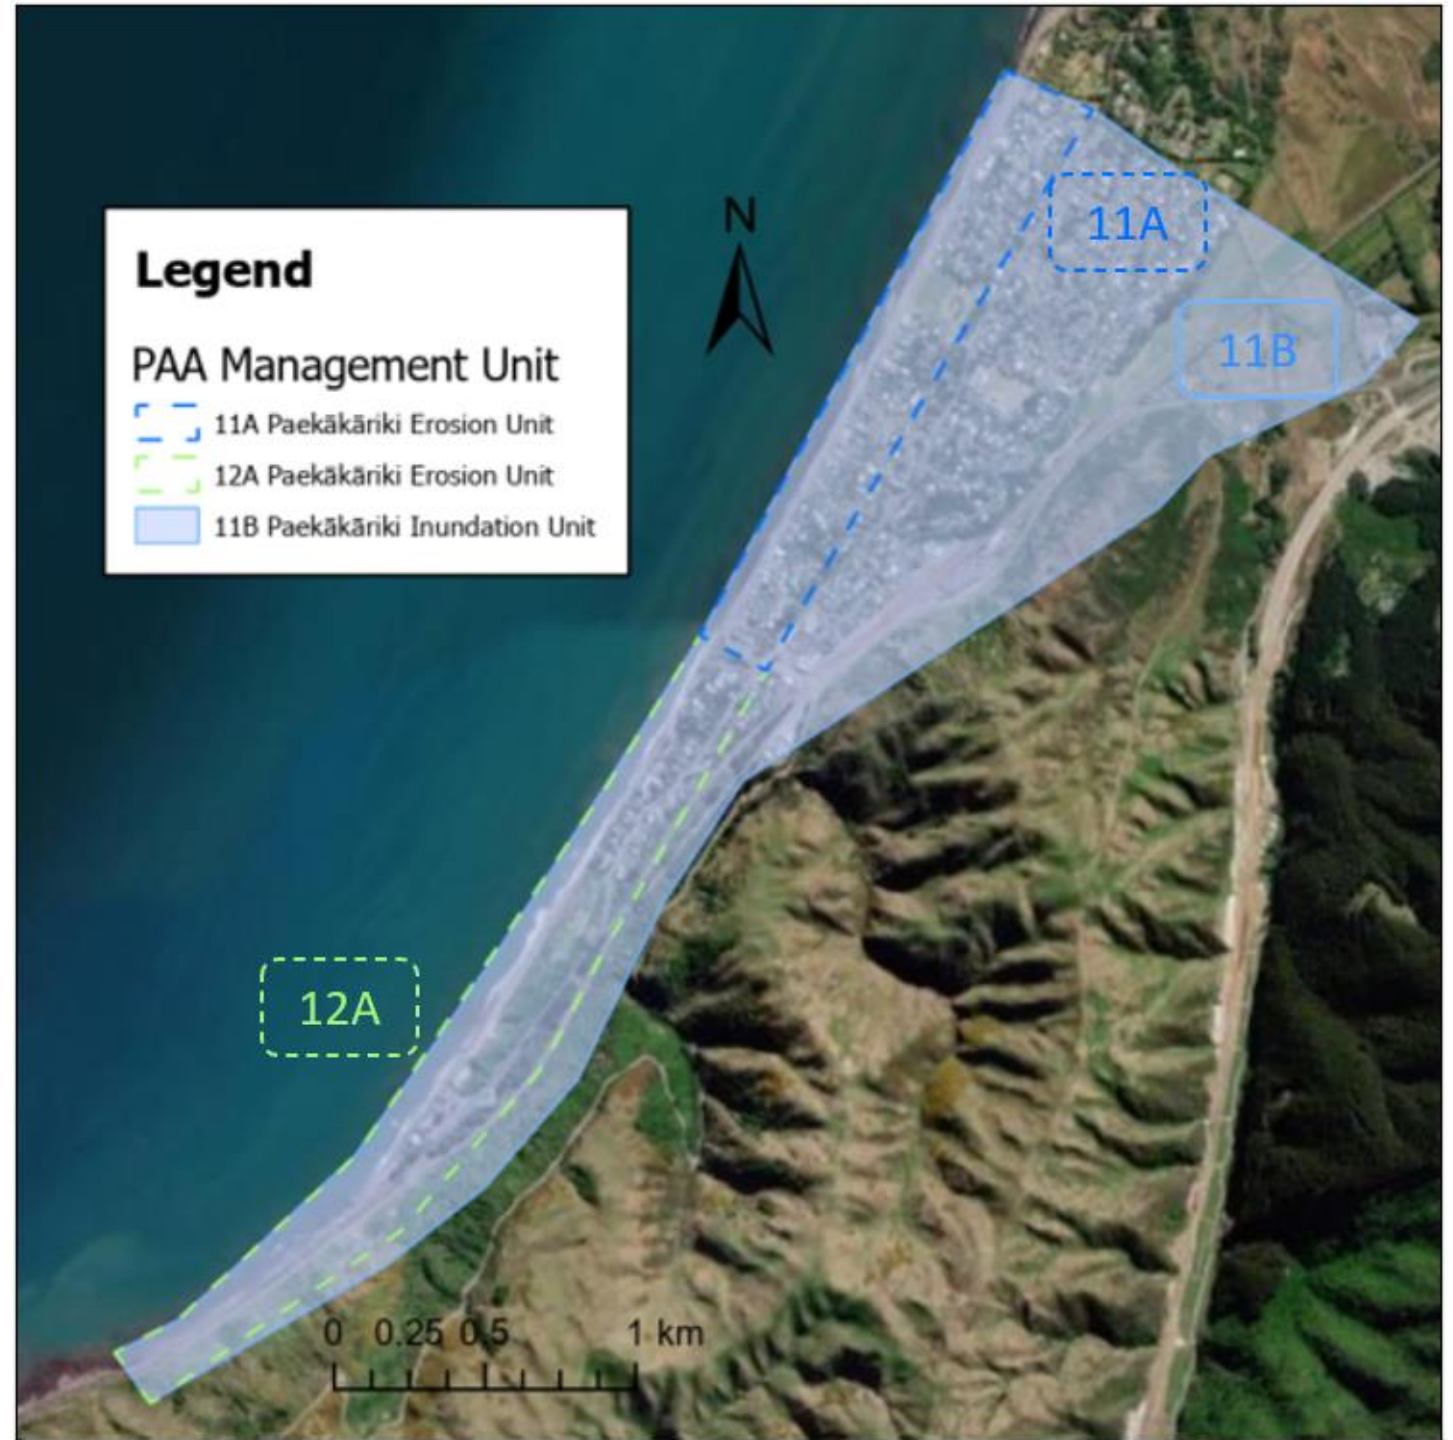 N
Legend
PAA Management Unit
11A Paekākāriki Erosion Unit
12A Paekākāriki Erosion Unit
11B Paekākāriki Inundation Unit
11A
11B
12A
0 0.25 0.5 1 km